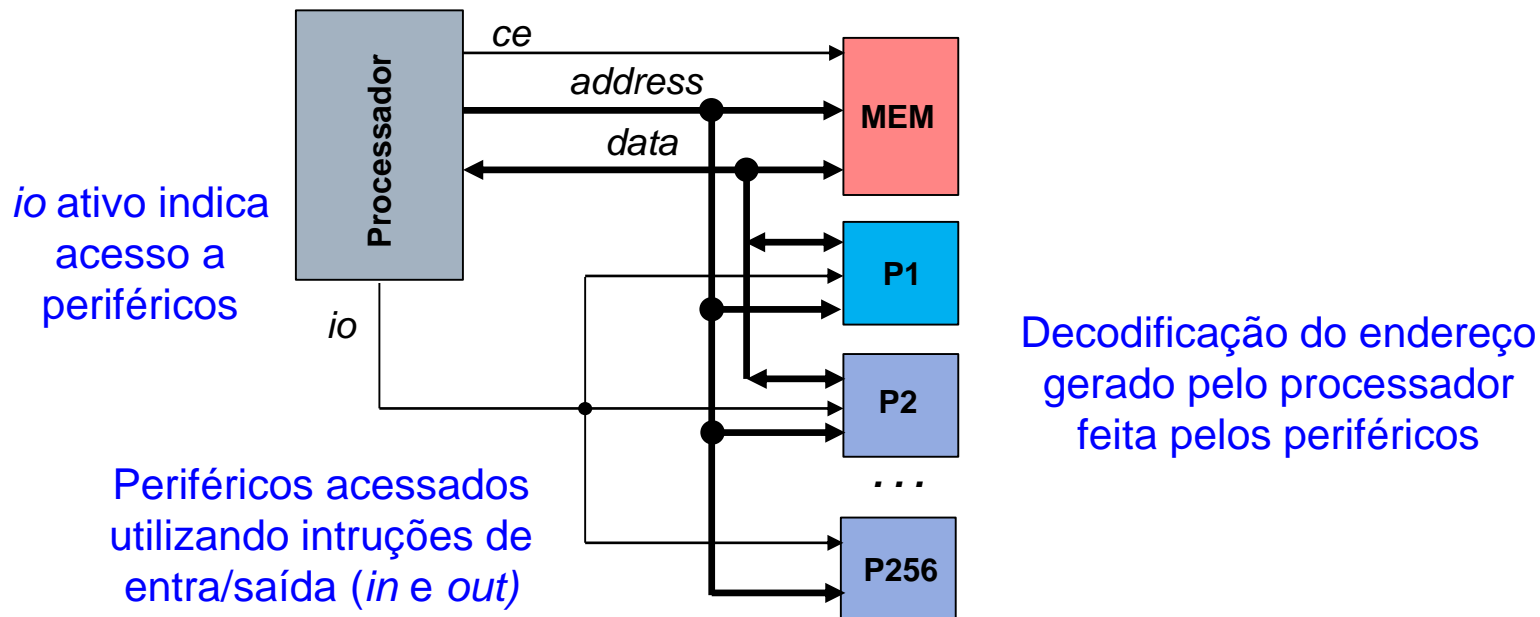 ce
address
data
Processador
MEM
io ativo indica
acesso a
periféricos
P1
io
Decodificação do endereço
gerado pelo processador
feita pelos periféricos
P2
. . .
Periféricos acessados
utilizando intruções de
entra/saída (in e out)
P256